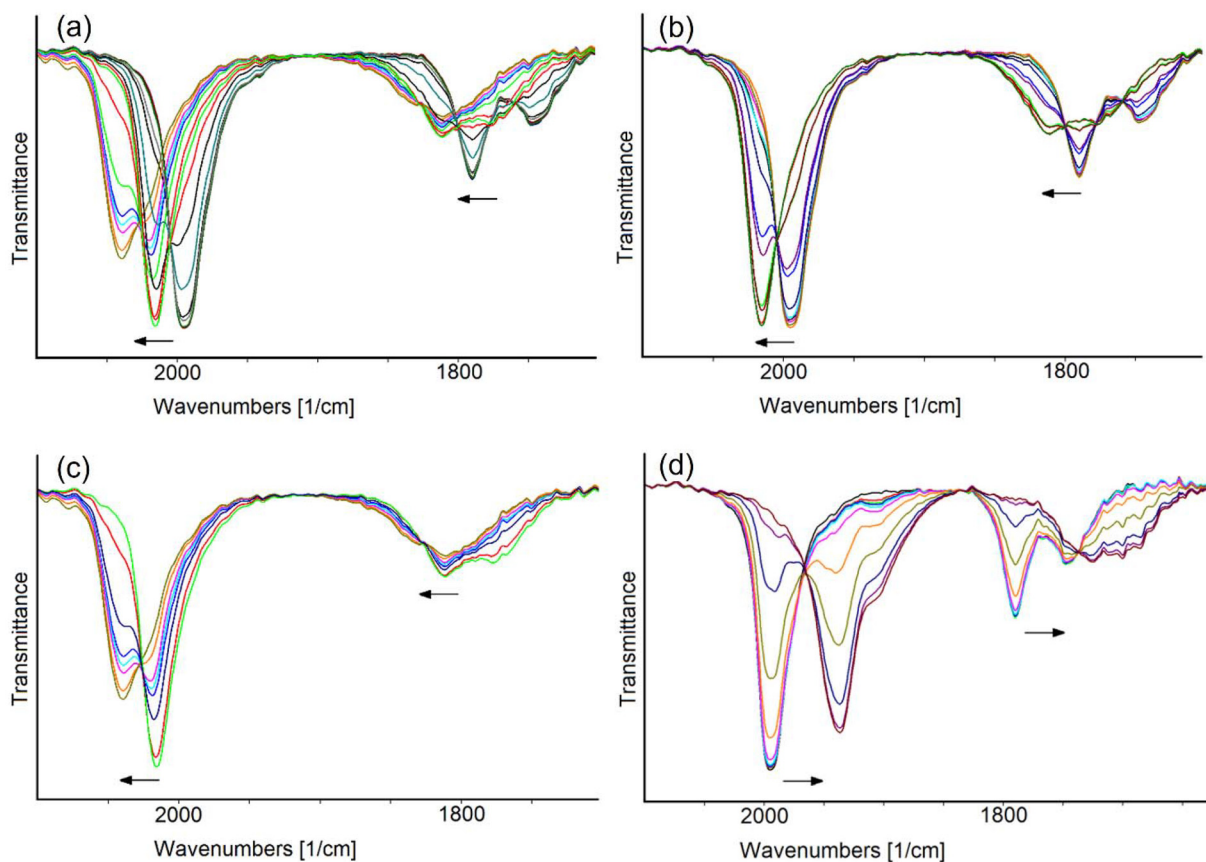 (a)
Transmittance
2000
1800
Wavenumbers [1/cm]
(b)
Transmittance
2000
1800
Wavenumbers [1/cm]
(c)
Transmittance
2000
1800
Wavenumbers [1/cm]
(d)
Transmittance
2000
1800
Wavenumbers [1/cm]